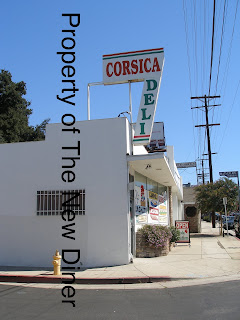 CORSICA
DELI
Property of The New Diner